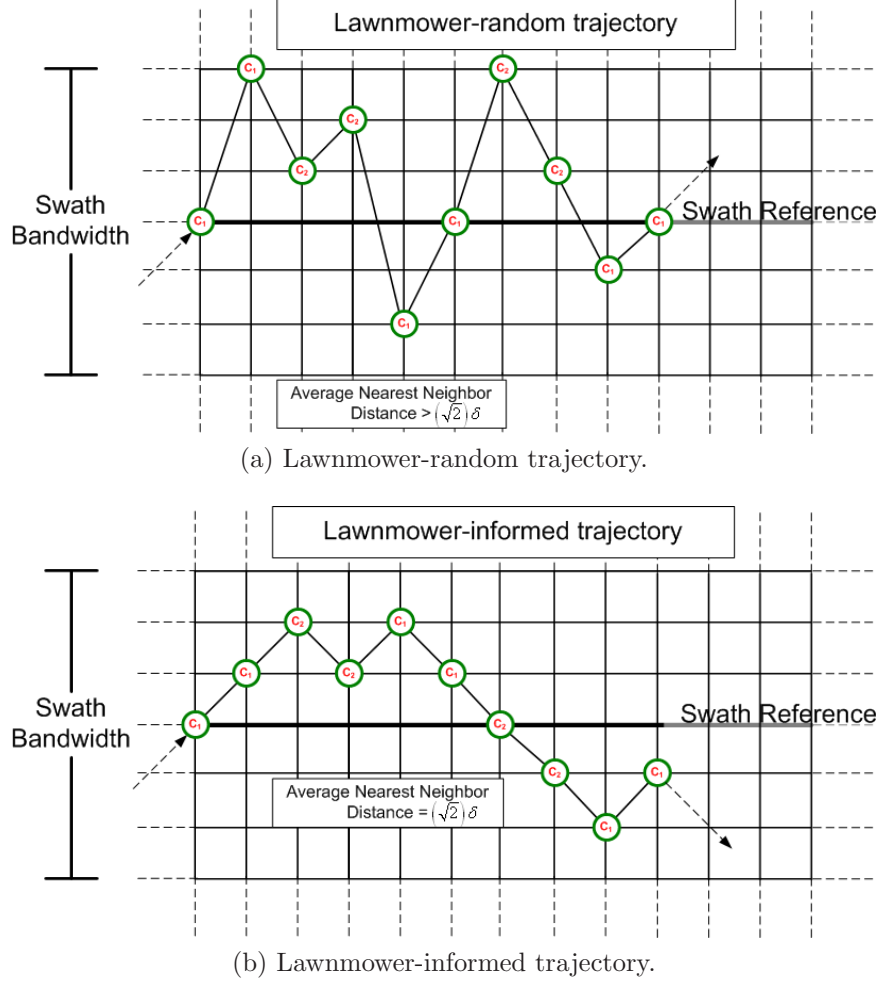 Lawnmower-random trajectory
C₁
C₂
C₂
C₁
C₂
C₂
Swath
Bandwidth
C₁
C₁
C₁
Swath Reference
C₁
C₁
Average Nearest Neighbor
Distance > (√2) δ
(a) Lawnmower-random trajectory.
Lawnmower-informed trajectory
C₂
C₁
C₁
C₂
C₁
Swath
Bandwidth
C₁
C₂
Swath Reference
C₂
C₁
Average Nearest Neighbor
Distance = (√2) δ
C₁
(b) Lawnmower-informed trajectory.